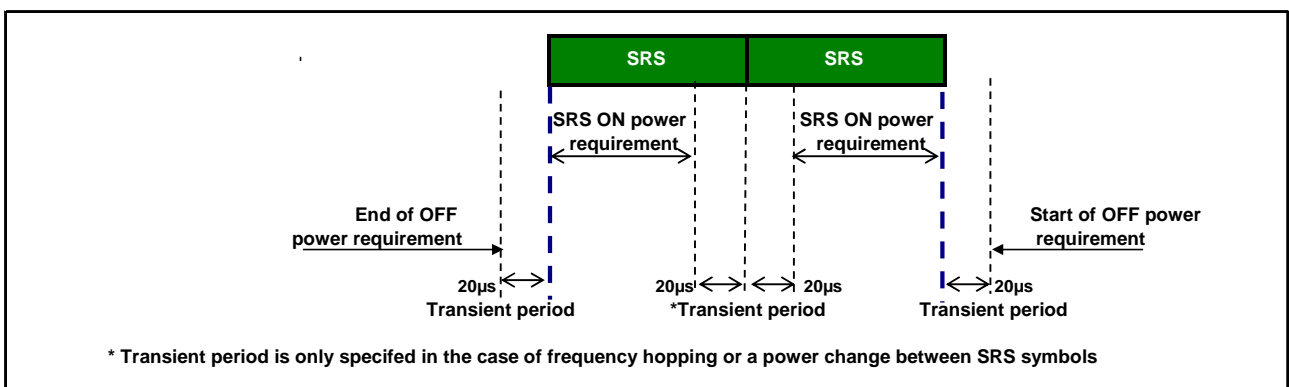 SRS SRS
SRS ON power requirement
SRS ON power requirement
End of OFF power requirement
Start of OFF power requirement
20µs 20µs 20µs 20µs
Transient period *Transient period Transient period
* Transient period is only specifed in the case of frequency hopping or a power change between SRS symbols